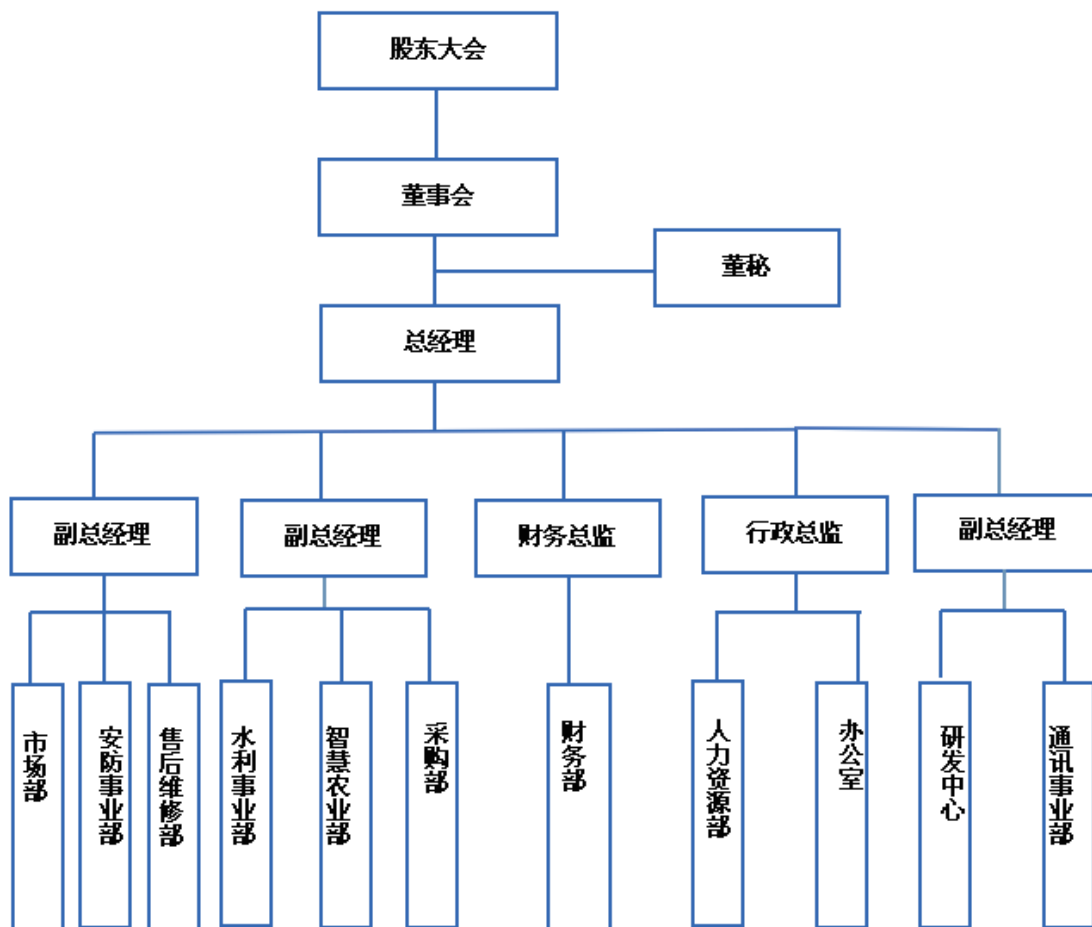 股东大会
董事会
董秘
总经理
副总经理
副总经理
财务总监
行政总监
副总经理
市场部
安防事业部
售后维修部
水利事业部
智慧农业部
采购部
财务部
人力资源部
办公室
研发中心
通讯事业部